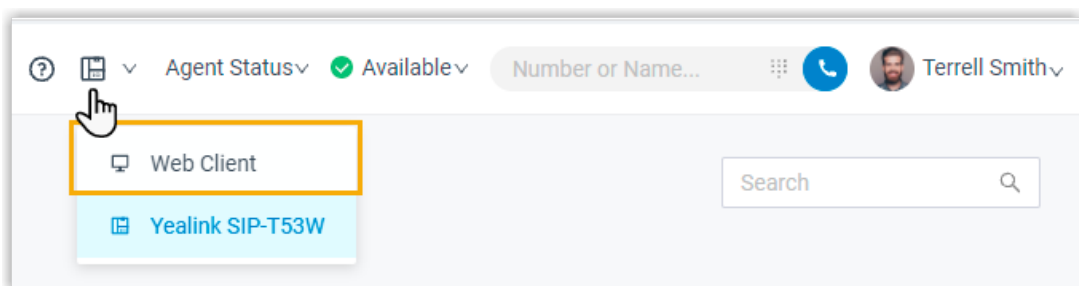 Agent Status Available Number or Name... Terrell Smith
Web Client
Search
Yealink SIP-T53W